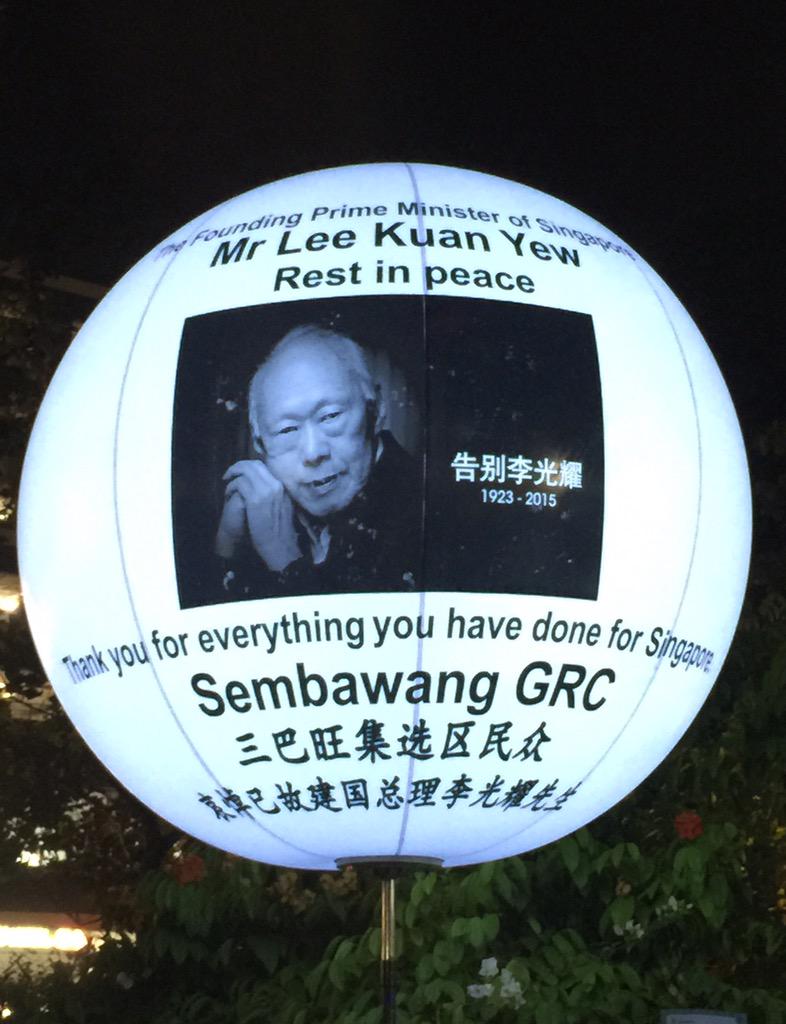 The Founding Prime Minister of Singapore
Mr Lee Kuan Yew
Rest in peace
告别李光耀
1923 - 2015
Thank you for everything you have done for Singapore.
Sembawang GRC
三巴旺集选区民众
哀悼已故建国总理李光耀先生